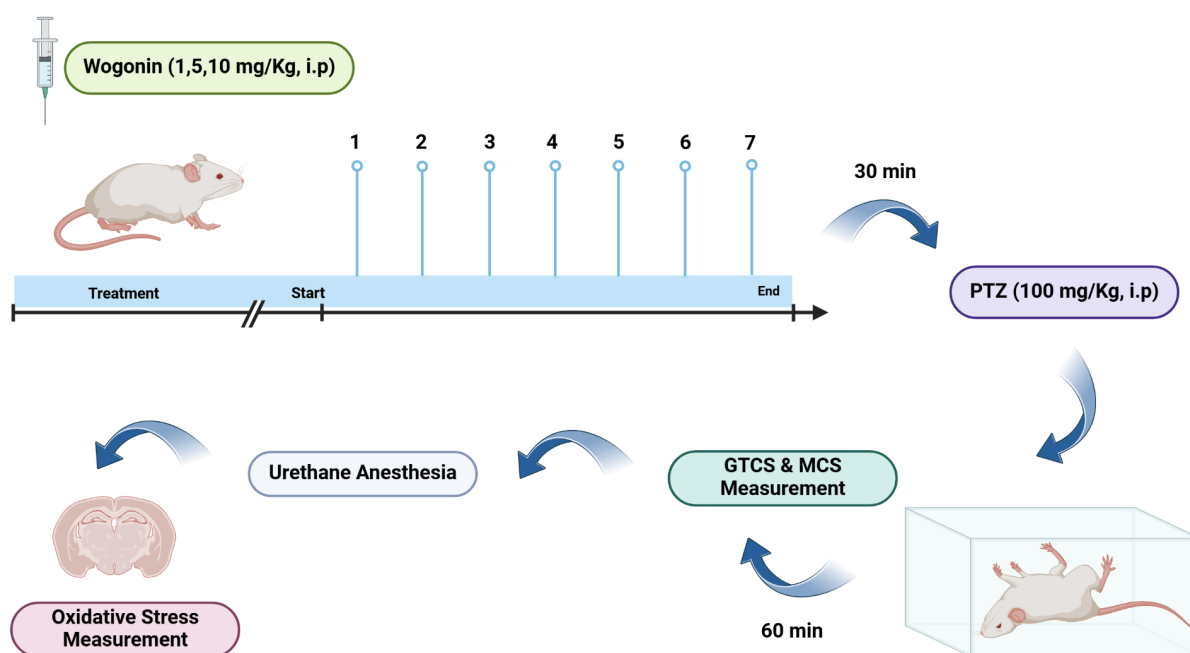 Wogonin (1,5,10 mg/Kg, i.p)
1 2 3 4 5 6 7
30 min
Treatment
Start
End
PTZ (100 mg/Kg, i.p)
GTCS & MCS
Measurement
Urethane Anesthesia
60 min
Oxidative Stress
Measurement